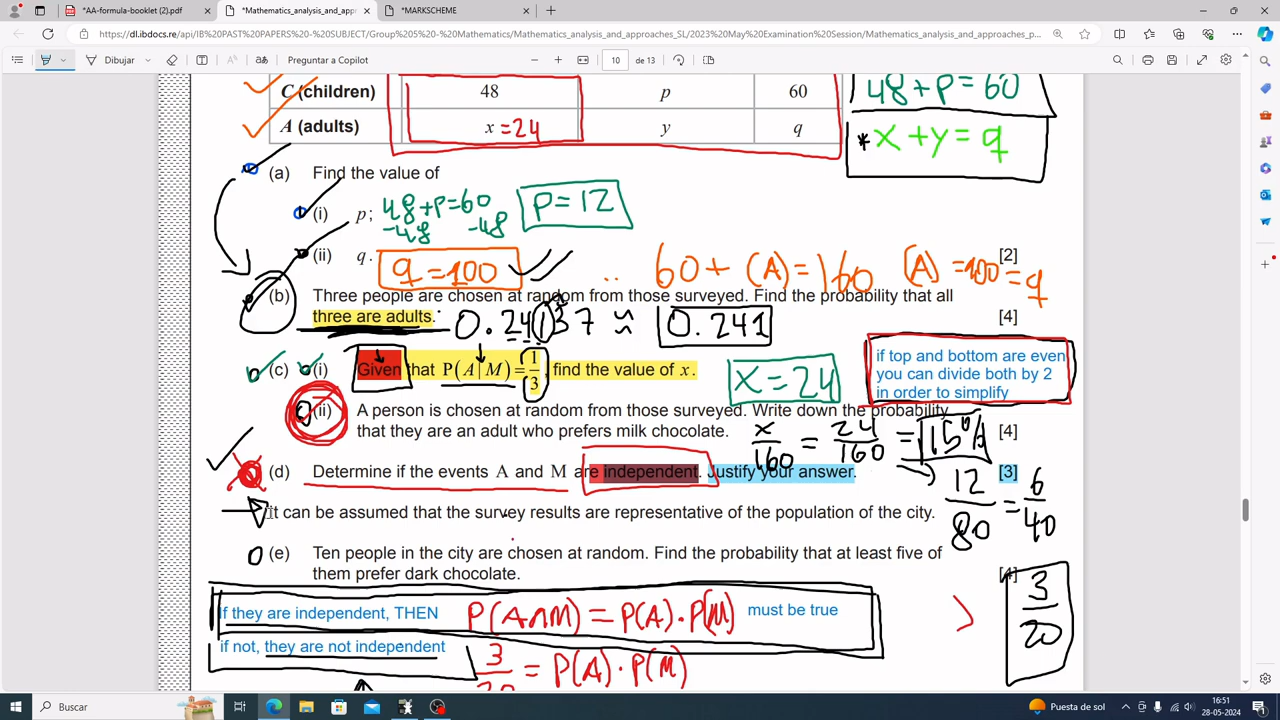 *AA-formula-booklet (2).pdf
*Mathematics_analysis_and_appro
*MARKSCHEME
https://dl.ibdocs.re/api/IB%20PAST%20PAPERS%20-%20SUBJECT/Group%205%20-%20Mathematics/Mathematics_analysis_and_approaches_SL/2023%20May%20Examination%20Session/Mathematics_analysis_and_approaches_p...
Dibujar
Preguntar a Copilot
10 de 13
C (children) 48 p 60
48+P=60
A (adults) x =24 y q
*x+y=q
(a) Find the value of
(i) p; 48+P=60 P=12
-48 -48
(ii) q. q=100 .. 60+ (A)=160 (A) =100=q [2]
(b) Three people are chosen at random from those surveyed. Find the probability that all
three are adults. 0.24137 ≈ 0.241 [4]
(c) (i) Given that P(A|M) = 1/3, find the value of x. x=24
if top and bottom are even
you can divide both by 2
in order to simplify
(ii) A person is chosen at random from those surveyed. Write down the probability
that they are an adult who prefers milk chocolate. x/160 = 24/160 = 15% [4]
(d) Determine if the events A and M are independent. Justify your answer. [3]
12/80 = 6/40
It can be assumed that the survey results are representative of the population of the city.
(e) Ten people in the city are chosen at random. Find the probability that at least five of
them prefer dark chocolate. [4]
3/20
If they are independent, THEN P(A∩M) = P(A)·P(M) must be true
if not, they are not independent
3/20 = P(A)·P(M)
Buscar
Puesta de sol
16:51
28-05-2024